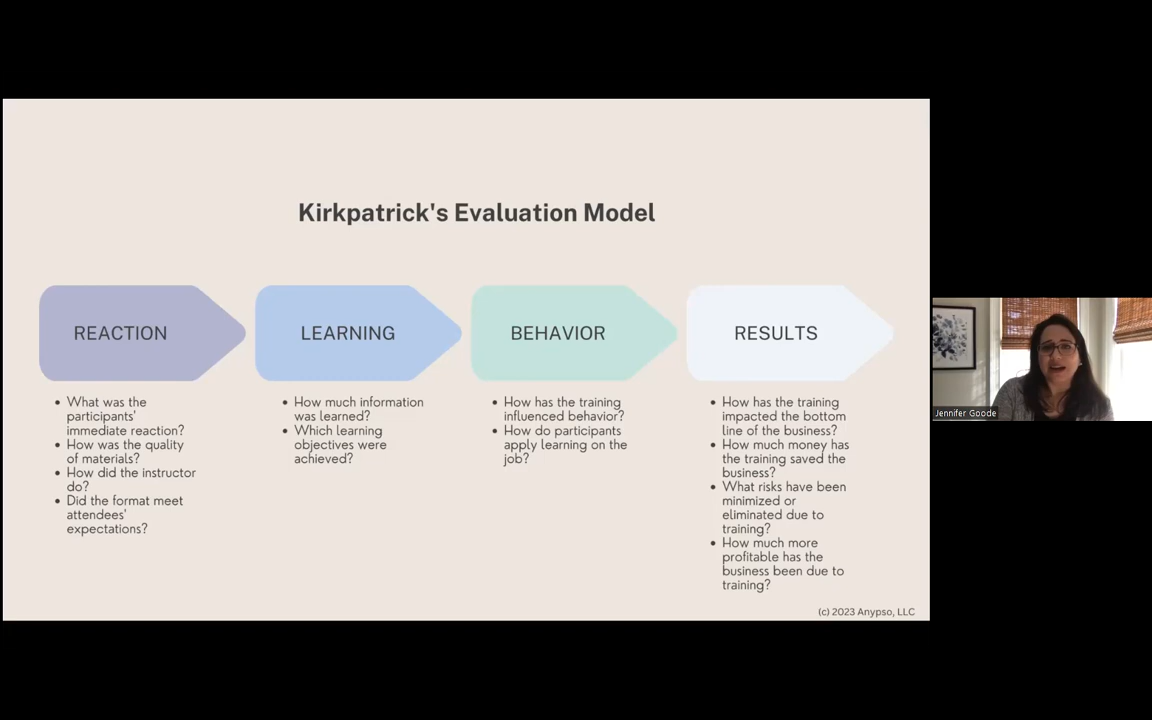 Kirkpatrick's Evaluation Model
REACTION
• What was the
participants'
immediate reaction?
• How was the quality
of materials?
• How did the instructor
do?
• Did the format meet
attendees'
expectations?
LEARNING
• How much information
was learned?
• Which learning
objectives were
achieved?
BEHAVIOR
• How has the training
influenced behavior?
• How do participants
apply learning on the
job?
RESULTS
• How has the training
impacted the bottom
line of the business?
• How much money has
the training saved the
business?
• What risks have been
minimized or
eliminated due to
training?
• How much more
profitable has the
business been due to
training?
(c) 2023 Anypso, LLC
Jennifer Goode